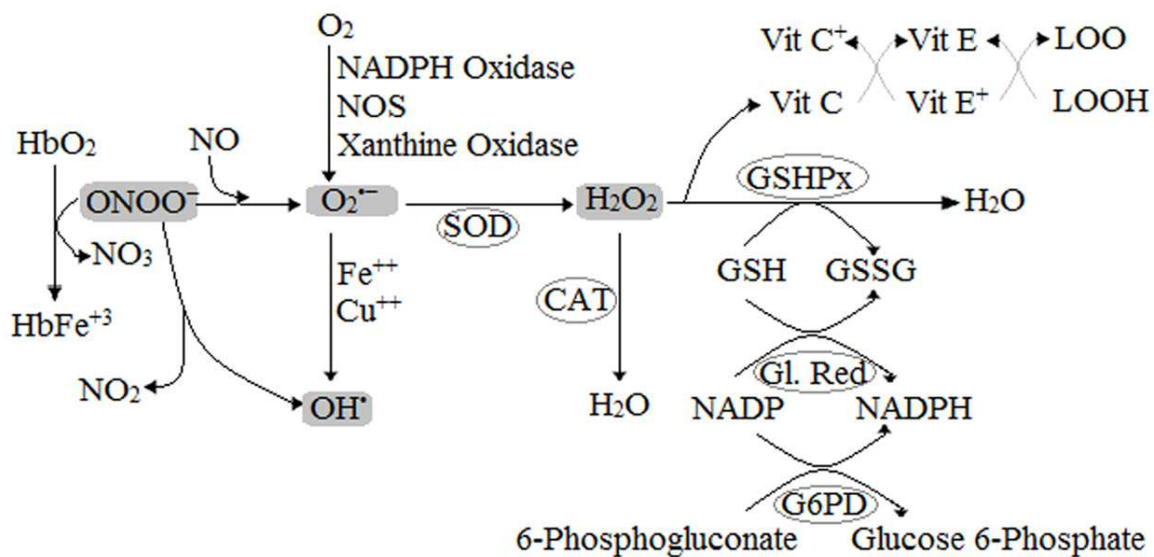 O₂
NADPH Oxidase
NOS
Xanthine Oxidase
Vit C⁺ Vit E LOO
Vit C Vit E⁺ LOOH
HbO₂ NO
GSHPx
ONOO⁻ O₂•− H₂O₂ H₂O
SOD
NO₃ GSH GSSG
Fe⁺⁺
Cu⁺⁺
CAT
HbFe⁺³
Gl. Red
NO₂ OH• H₂O NADP NADPH
G6PD
6-Phosphogluconate Glucose 6-Phosphate